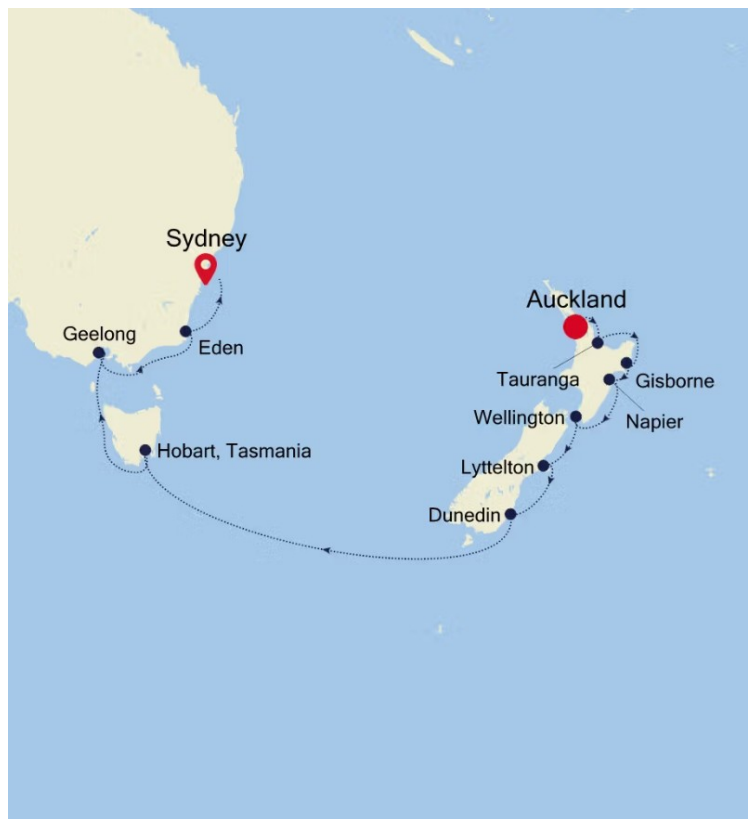 Sydney
Auckland
Geelong
Eden
Tauranga
Gisborne
Wellington
Napier
Hobart, Tasmania
Lyttelton
Dunedin